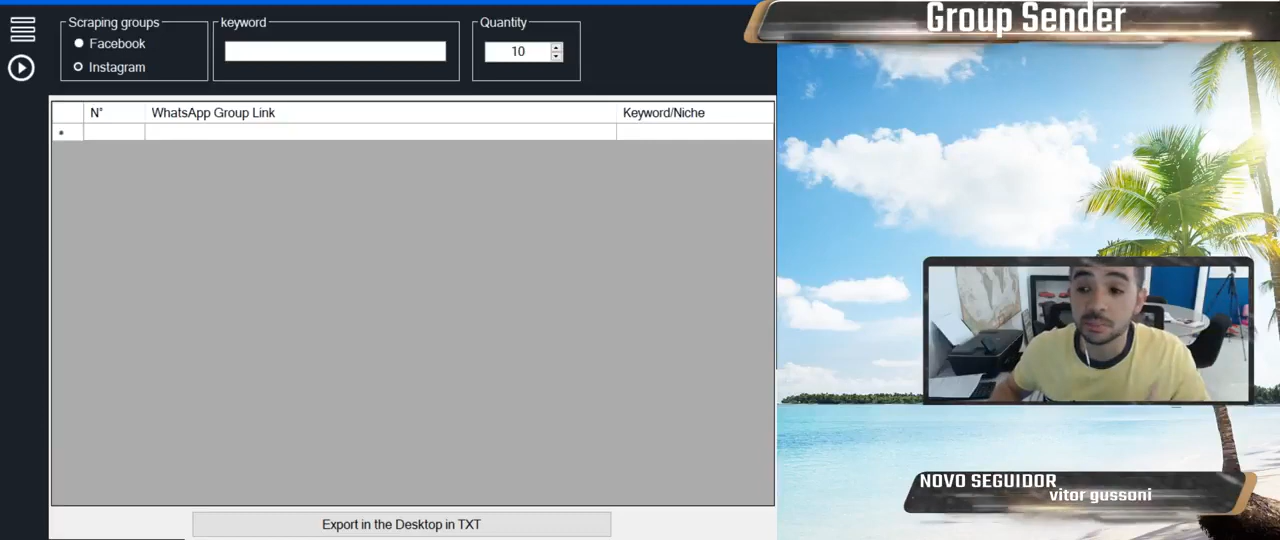 Scraping groups
Facebook
Instagram
keyword
Quantity
10
Group Sender
N°
WhatsApp Group Link
Keyword/Niche
NOVO SEGUIDOR
vitor gussoni
Export in the Desktop in TXT